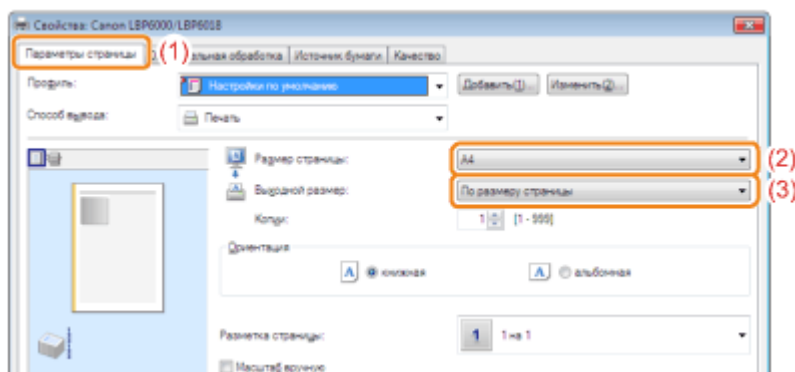 Свойства: Canon LBP6000/LBP6018
Параметры страницы (1) льная обработка Источник бумаги Качество
Профиль: Настройки по умолчанию Добавить(1)... Изменить(2)...
Способ вывода: Печать
Размер страницы: A4 (2)
Выходной размер: По размеру страницы (3)
Копии: 1 [1 - 999]
Ориентация
A книжная A альбомная
Разметка страницы: 1 1 на 1
Масштаб вручную